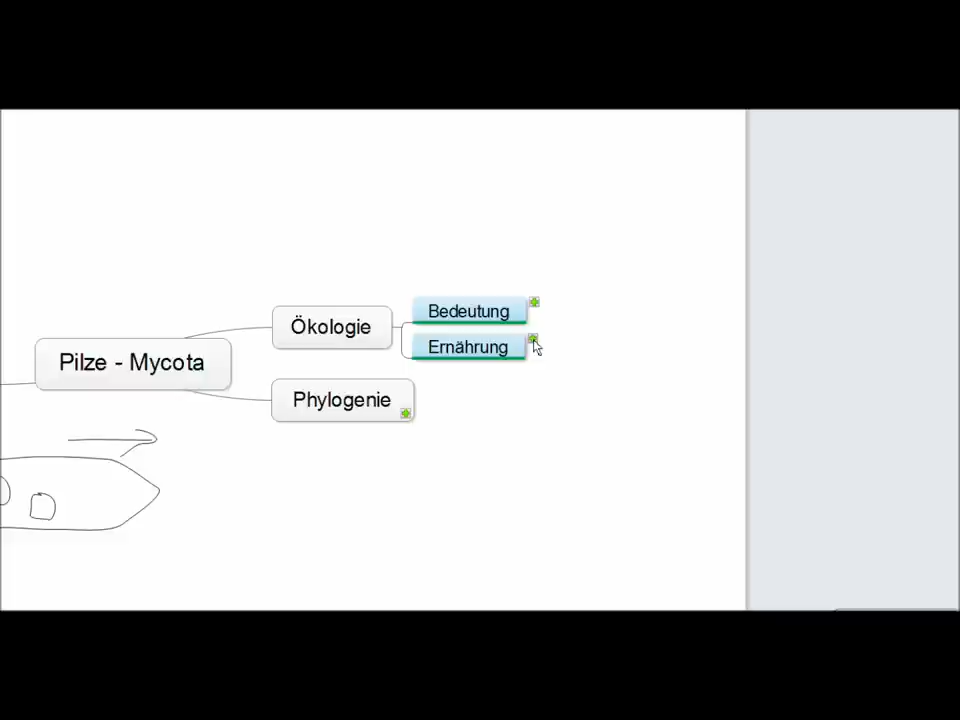 Pilze - Mycota
Ökologie
Bedeutung
Ernährung
Phylogenie